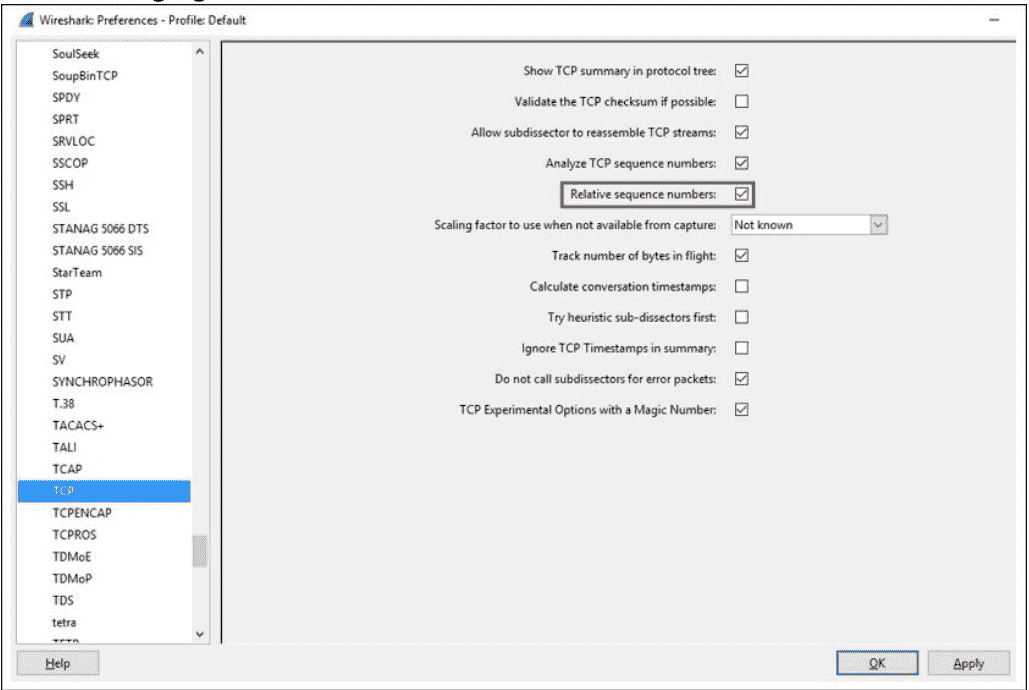 Wireshark: Preferences - Profile: Default
SoulSeek
SoupBinTCP
SPDY
SPRT
SRVLOC
SSCOP
SSH
SSL
STANAG 5066 DTS
STANAG 5066 SIS
StarTeam
STP
STT
SUA
SV
SYNCHROPHASOR
T.38
TACACS+
TALI
TCAP
TCP
TCPENCAP
TCPROS
TDMoE
TDMoP
TDS
tetra
Show TCP summary in protocol tree:
Validate the TCP checksum if possible:
Allow subdissector to reassemble TCP streams:
Analyze TCP sequence numbers:
Relative sequence numbers:
Scaling factor to use when not available from capture: Not known
Track number of bytes in flight:
Calculate conversation timestamps:
Try heuristic sub-dissectors first:
Ignore TCP Timestamps in summary:
Do not call subdissectors for error packets:
TCP Experimental Options with a Magic Number:
Help
OK
Apply